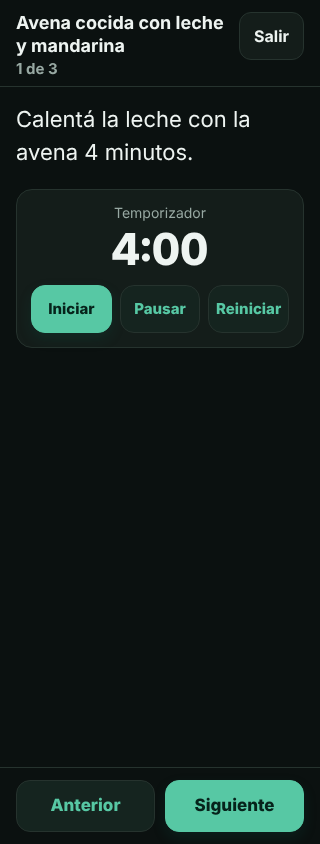 Avena cocida con leche
y mandarina
1 de 3
Salir
Calentá la leche con la
avena 4 minutos.
Temporizador
4:00
Iniciar
Pausar
Reiniciar
Anterior
Siguiente